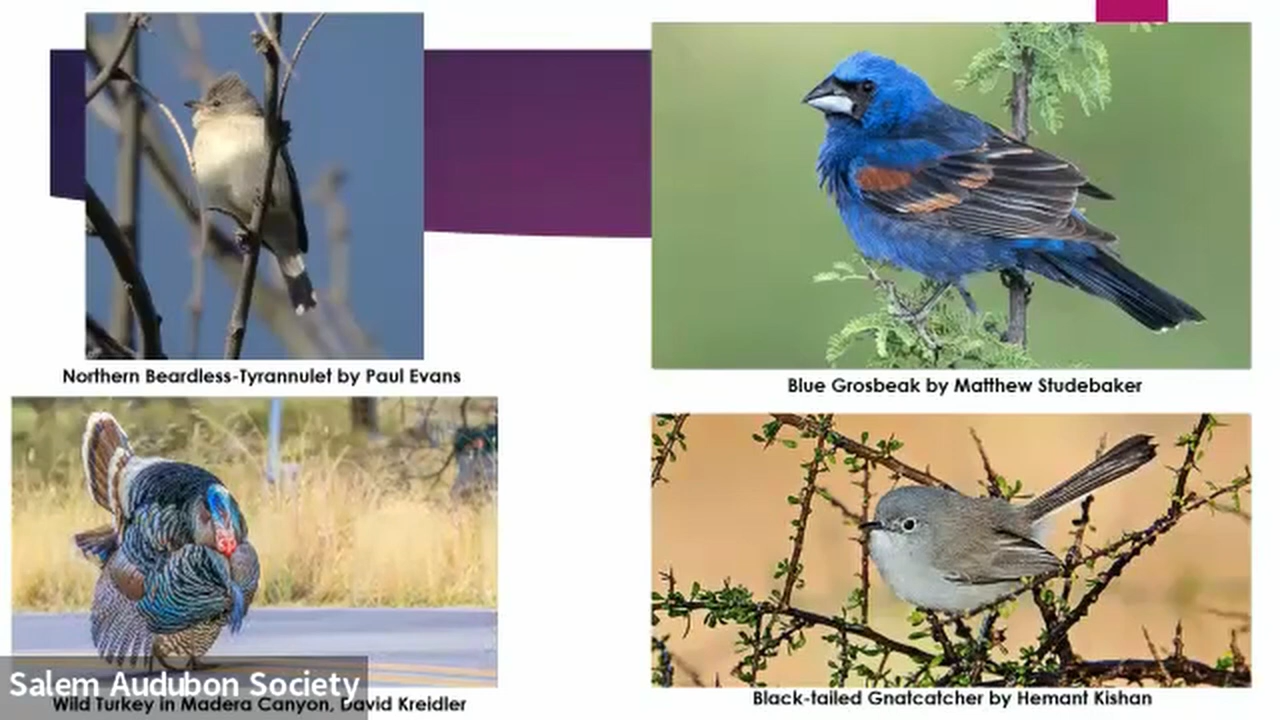 Northern Beardless-Tyrannulet by Paul Evans
Blue Grosbeak by Matthew Studebaker
Salem Audubon Society
Wild Turkey in Madera Canyon, David Kreidler
Black-tailed Gnatcatcher by Hemant Kishan